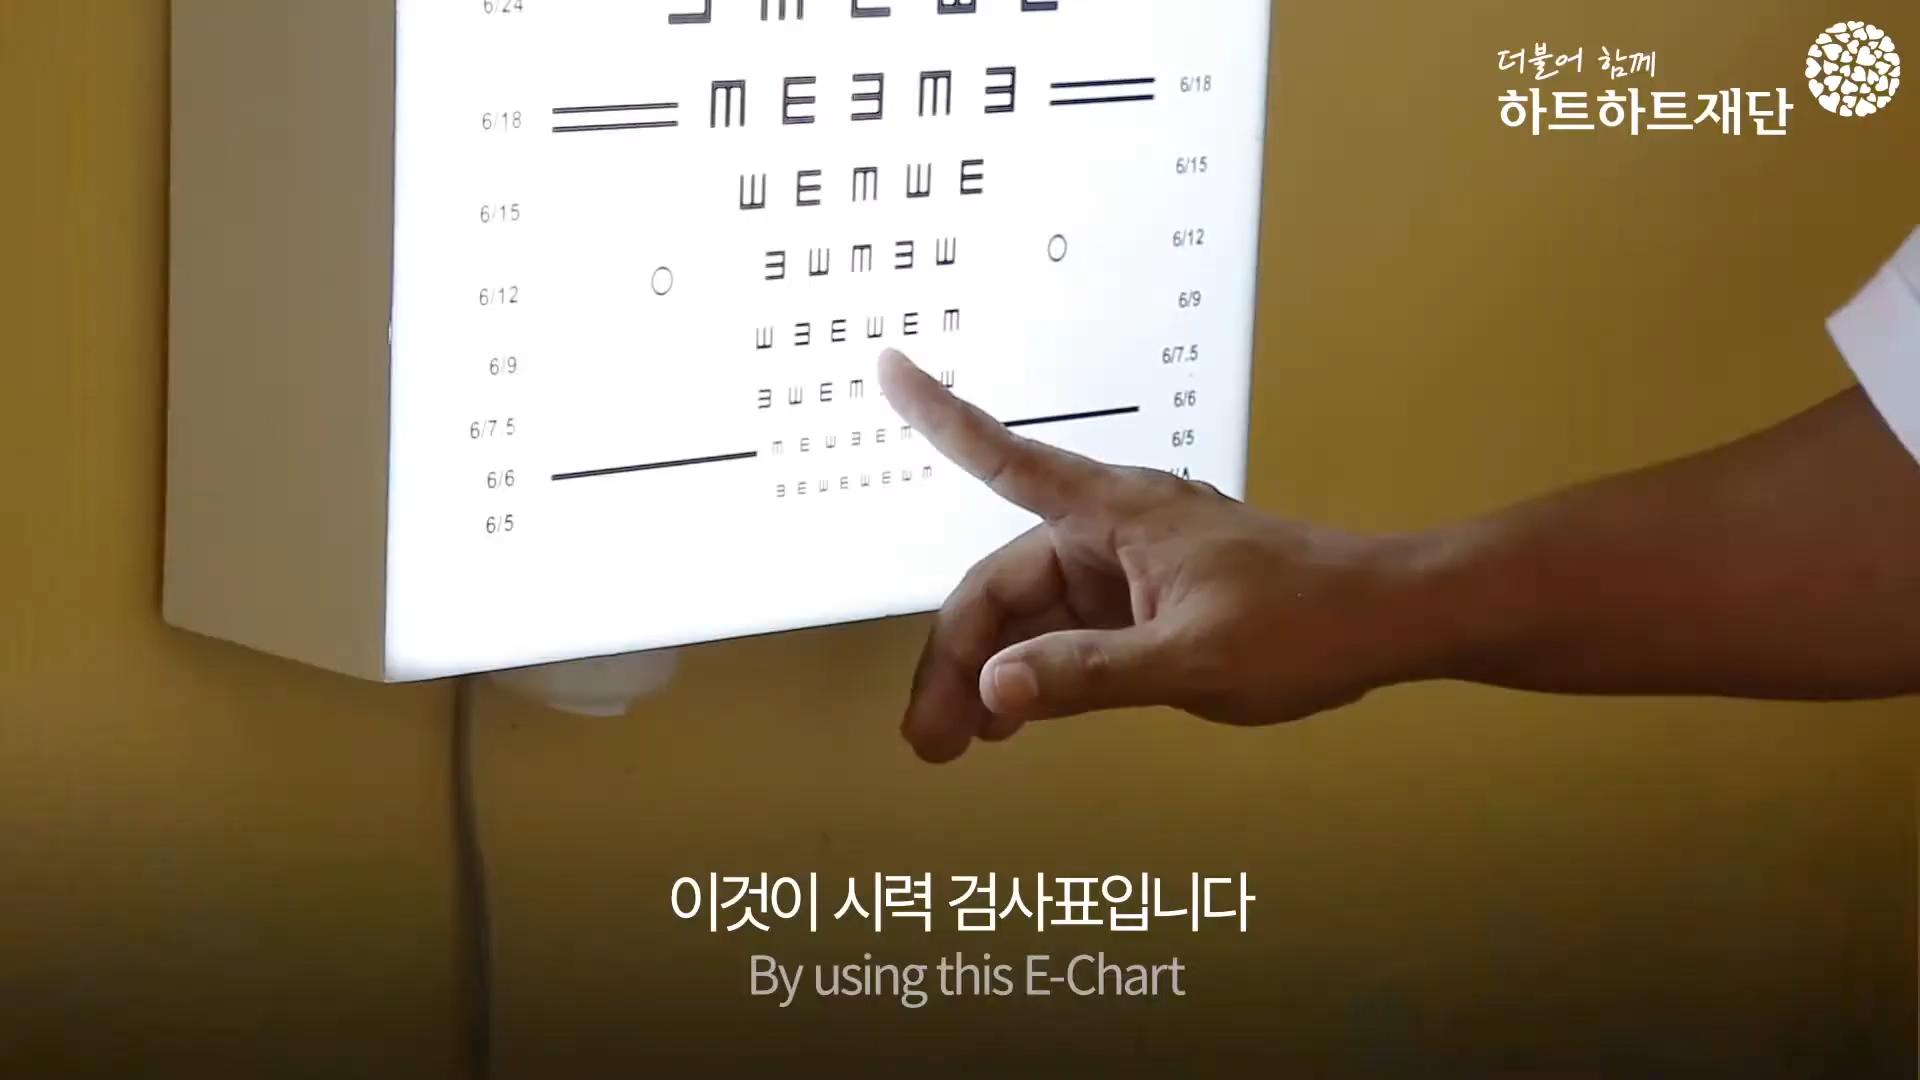 더불어 함께
하트하트재단
6/24
6/18 M E Ǝ M Ǝ 6/18
6/15 Ш E M Ш E 6/15
6/12 Ǝ Ш M Ǝ Ш 6/12
6/9 Ш Ǝ E Ш E M 6/9
6/7.5 Ǝ Ш E M Ш 6/7.5
6/6 M E Ш Ǝ E M 6/6
6/5 Ǝ E Ш E Ш E Ш M 6/5
이것이 시력 검사표입니다
By using this E-Chart